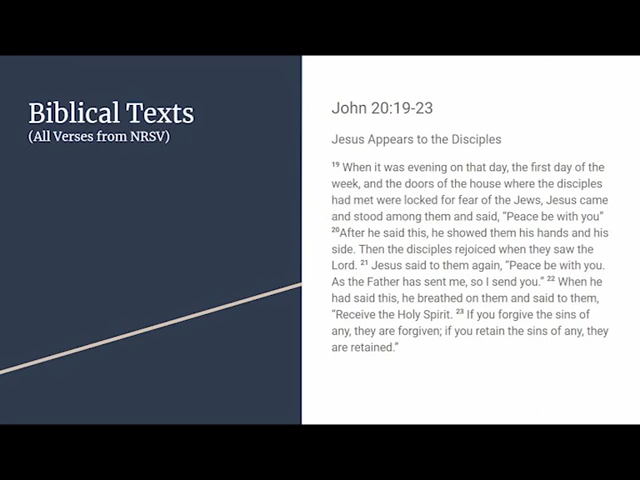 Biblical Texts
(All Verses from NRSV)
John 20:19-23
Jesus Appears to the Disciples
19 When it was evening on that day, the first day of the
week, and the doors of the house where the disciples
had met were locked for fear of the Jews, Jesus came
and stood among them and said, “Peace be with you”
20After he said this, he showed them his hands and his
side. Then the disciples rejoiced when they saw the
Lord. 21 Jesus said to them again, “Peace be with you.
As the Father has sent me, so I send you.” 22 When he
had said this, he breathed on them and said to them,
“Receive the Holy Spirit. 23 If you forgive the sins of
any, they are forgiven; if you retain the sins of any, they
are retained.”